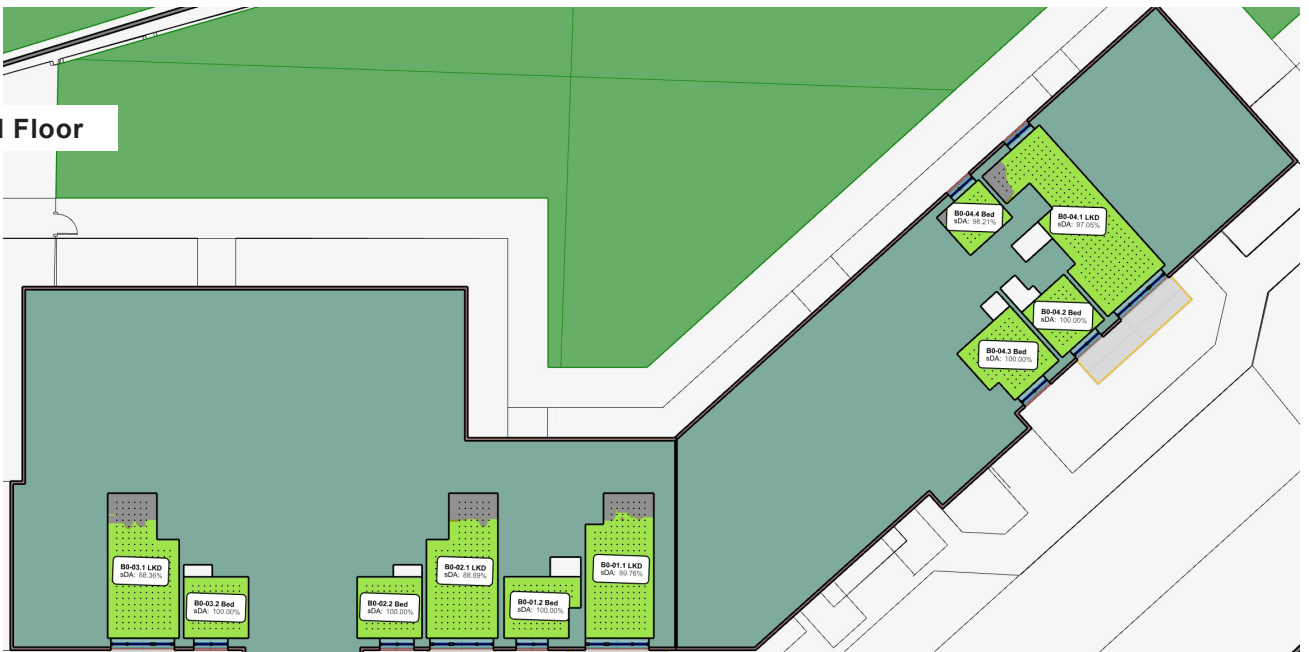 l Floor
B0-04.4 Bed
sDA: 98.21%
B0-04.1 LKD
sDA: 97.05%
B0-04.2 Bed
sDA: 100.00%
B0-04.3 Bed
sDA: 100.00%
B0-03.1 LKD
sDA: 88.36%
B0-03.2 Bed
sDA: 100.00%
B0-02.2 Bed
sDA: 100.00%
B0-02.1 LKD
sDA: 88.89%
B0-01.2 Bed
sDA: 100.00%
B0-01.1 LKD
sDA: 89.76%